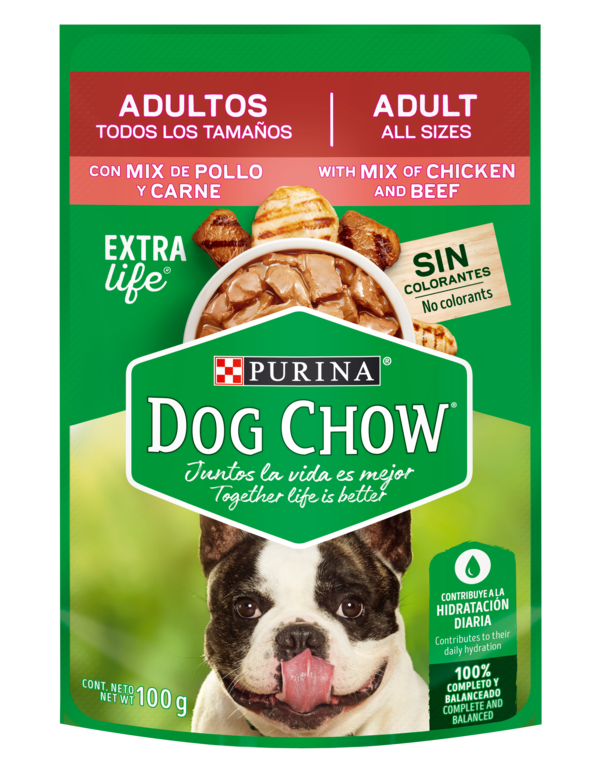 ADULTOS
TODOS LOS TAMAÑOS
ADULT
ALL SIZES
CON MIX DE POLLO
Y CARNE
WITH MIX OF CHICKEN
AND BEEF
EXTRA
life®
SIN
COLORANTES
No colorants
PURINA®
DOG CHOW®
Juntos la vida es mejor
Together life is better
CONTRIBUYE A LA
HIDRATACIÓN
DIARIA
Contributes to their
daily hydration
100%
COMPLETO Y
BALANCEADO
COMPLETE AND
BALANCED
CONT. NETO
NET WT 100 g